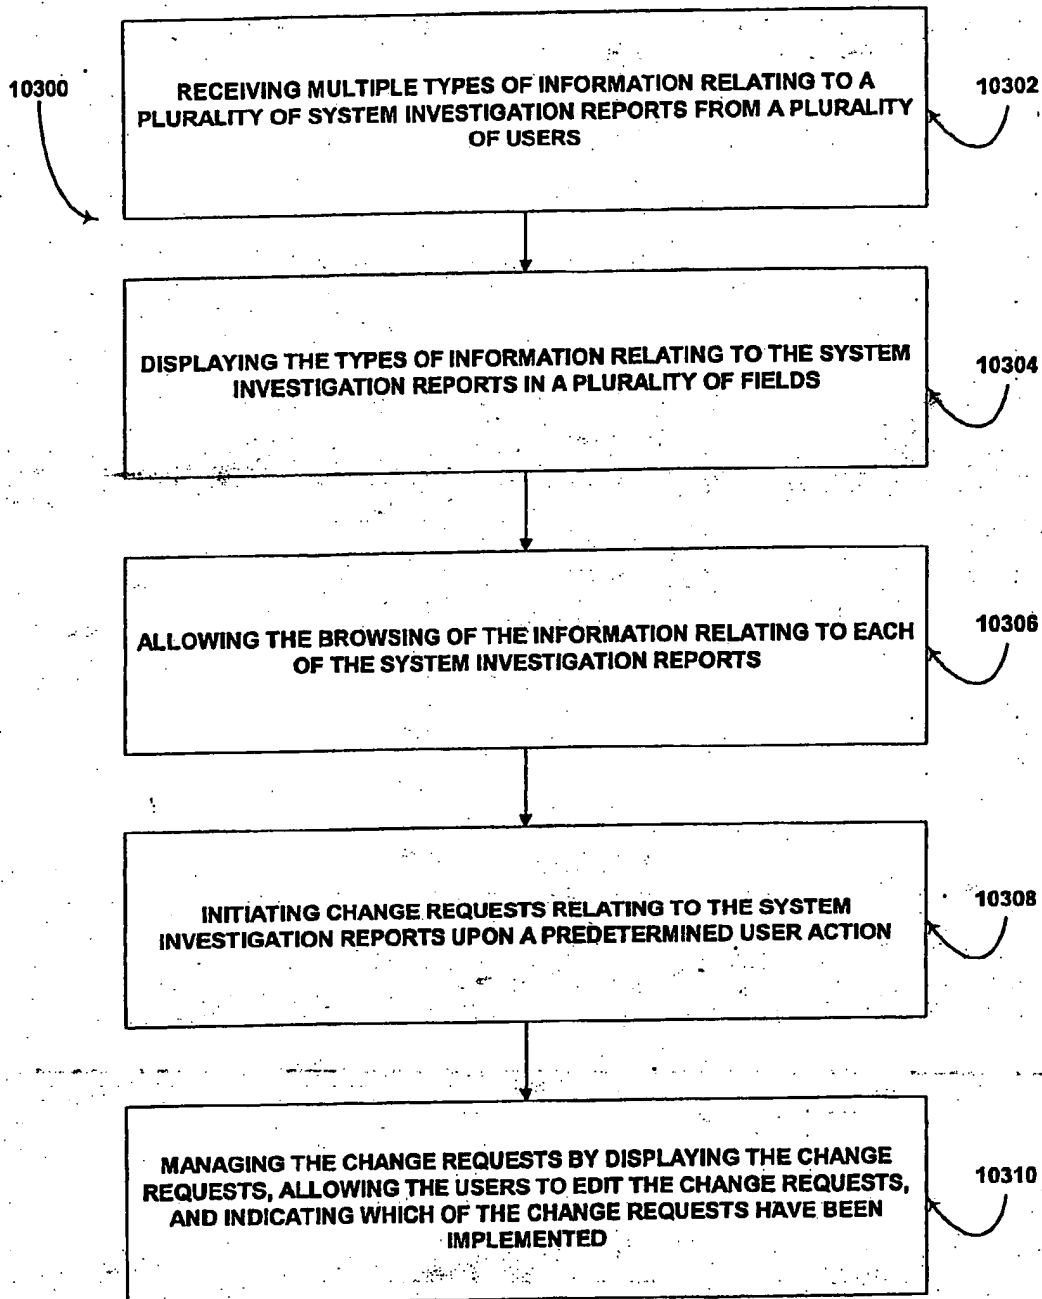 10300
RECEIVING MULTIPLE TYPES OF INFORMATION RELATING TO A
PLURALITY OF SYSTEM INVESTIGATION REPORTS FROM A PLURALITY
OF USERS
10302
DISPLAYING THE TYPES OF INFORMATION RELATING TO THE SYSTEM
INVESTIGATION REPORTS IN A PLURALITY OF FIELDS
10304
ALLOWING THE BROWSING OF THE INFORMATION RELATING TO EACH
OF THE SYSTEM INVESTIGATION REPORTS
10306
INITIATING CHANGE REQUESTS RELATING TO THE SYSTEM
INVESTIGATION REPORTS UPON A PREDETERMINED USER ACTION
10308
MANAGING THE CHANGE REQUESTS BY DISPLAYING THE CHANGE
REQUESTS, ALLOWING THE USERS TO EDIT THE CHANGE REQUESTS,
AND INDICATING WHICH OF THE CHANGE REQUESTS HAVE BEEN
IMPLEMENTED
10310